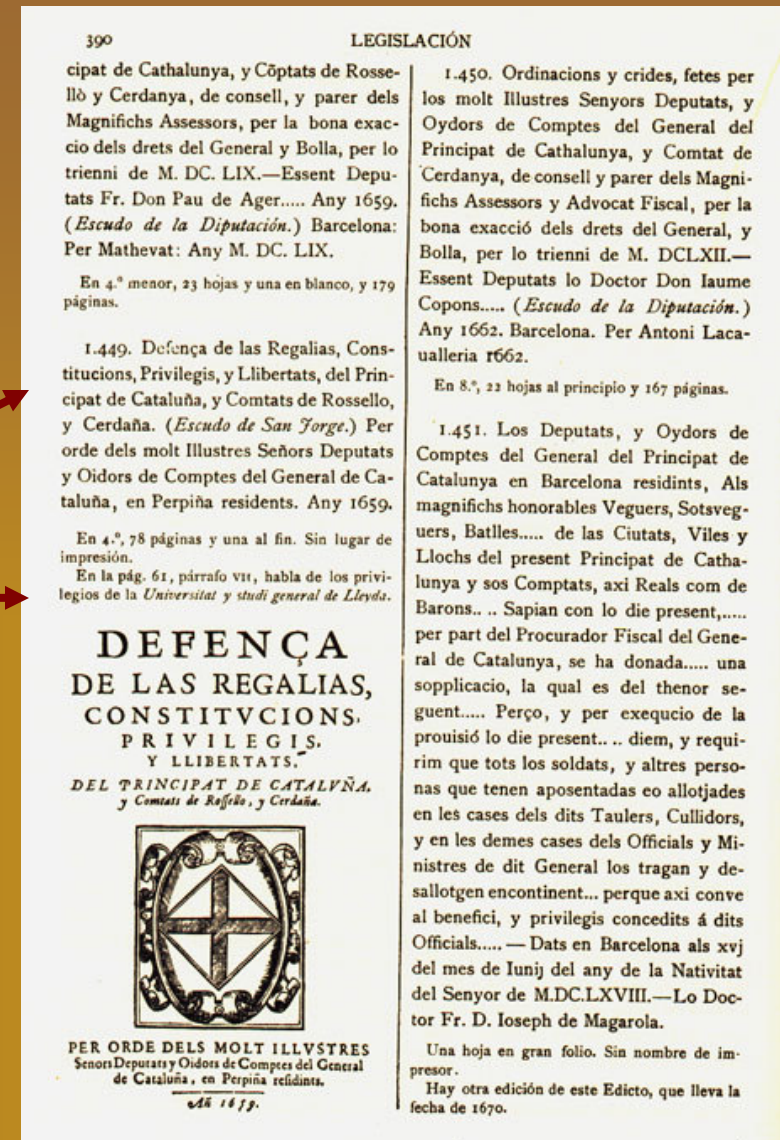 390
LEGISLACIÓN
cipat de Cathalunya, y Cõptats de Rosse-
llò y Cerdanya, de consell, y parer dels
Magnifichs Assessors, per la bona exac-
cio dels drets del General y Bolla, per lo
trienni de M. DC. LIX.—Essent Depu-
tats Fr. Don Pau de Ager..... Any 1659.
(Escudo de la Diputación.) Barcelona:
Per Mathevat: Any M. DC. LIX.
En 4.º menor, 23 hojas y una en blanco, y 179
páginas.
1.449. Defença de las Regalias, Cons-
titucions, Privilegis, y Llibertats, del Prin-
cipat de Cataluña, y Comtats de Rossello,
y Cerdaña. (Escudo de San Jorge.) Per
orde dels molt Illustres Señors Deputats
y Oidors de Comptes del General de Ca-
taluña, en Perpiña residents. Any 1659.
En 4.º, 78 páginas y una al fin. Sin lugar de
impresión.
En la pág. 61, párrafo VII, habla de los privi-
legios de la Universitat y studi general de Lleyda.
DEFENÇA
DE LAS REGALIAS,
CONSTITVCIONS,
PRIVILEGIS,
Y LLIBERTATS,
DEL PRINCIPAT DE CATALVÑA,
y Comtats de Rossello, y Cerdaña.
PER ORDE DELS MOLT ILLVSTRES
Senors Deputats y Oidors de Comptes del General
de Cataluña, en Perpiña residints.
Añ 1659.
1.450. Ordinacions y crides, fetes per
los molt Illustres Senyors Deputats, y
Oydors de Comptes del General del
Principat de Cathalunya, y Comtat de
Cerdanya, de consell y parer dels Magni-
fichs Assessors y Advocat Fiscal, per la
bona exacció dels drets del General, y
Bolla, per lo trienni de M. DCLXII.—
Essent Deputats lo Doctor Don Iaume
Copons..... (Escudo de la Diputación.)
Any 1662. Barcelona. Per Antoni Laca-
ualleria 1662.
En 8.º, 22 hojas al principio y 167 páginas.
1.451. Los Deputats, y Oydors de
Comptes del General del Principat de
Catalunya en Barcelona residints, Als
magnifichs honorables Veguers, Sotsveg-
uers, Batlles..... de las Ciutats, Viles y
Llochs del present Principat de Catha-
lunya y sos Comptats, axi Reals com de
Barons.. .. Sapian con lo die present,.....
per part del Procurador Fiscal del Gene-
ral de Catalunya, se ha donada..... una
sopplicacio, la qual es del thenor se-
guent..... Perço, y per exequcio de la
prouisió lo die present.. .. diem, y requi-
rim que tots los soldats, y altres perso-
nas que tenen aposentadas eo allotjades
en les cases dels dits Taulers, Cullidors,
y en les demes cases dels Officials y Mi-
nistres de dit General los tragan y de-
sallotgen encontinent... perque axi conve
al benefici, y privilegis concedits á dits
Officials..... — Dats en Barcelona als xvj
del mes de Iunij del any de la Nativitat
del Senyor de M.DC.LXVIII.—Lo Doc-
tor Fr. D. Ioseph de Magarola.
Una hoja en gran folio. Sin nombre de im-
presor.
Hay otra edición de este Edicto, que lleva la
fecha de 1670.